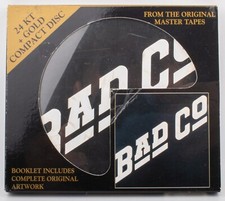 24 KT
+ GOLD
COMPACT DISC
FROM THE ORIGINAL
MASTER TAPES
BAD CO
BAD CO
BOOKLET INCLUDES
COMPLETE ORIGINAL
ARTWORK